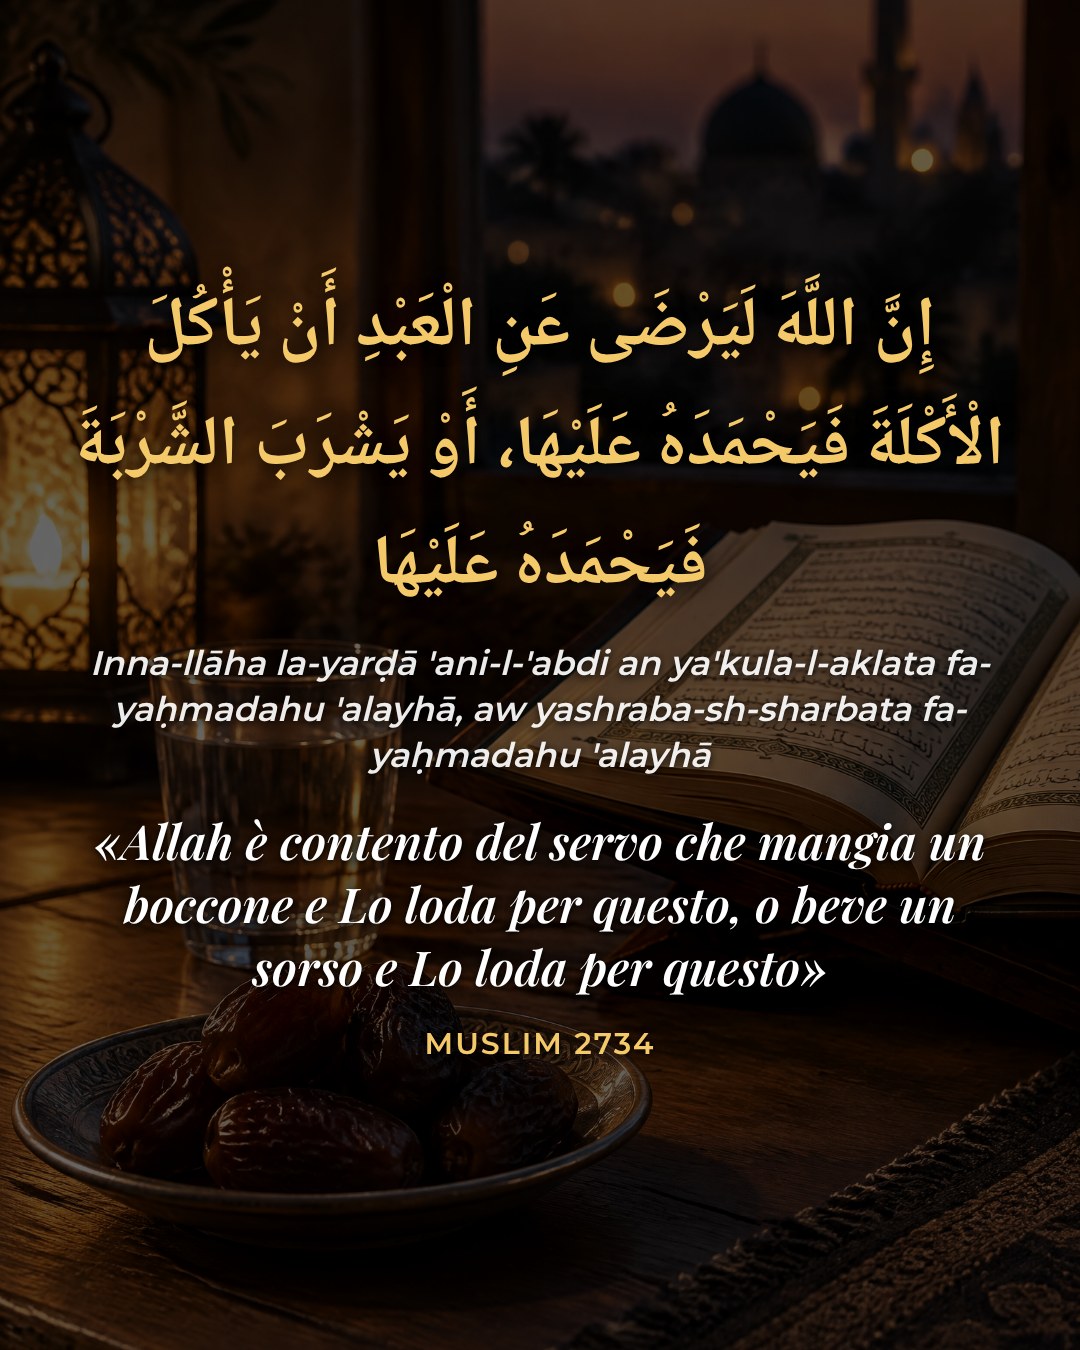 إِنَّ اللَّهَ لَيَرْضَى عَنِ الْعَبْدِ أَنْ يَأْكُلَ
الْأَكْلَةَ فَيَحْمَدَهُ عَلَيْهَا، أَوْ يَشْرَبَ الشَّرْبَةَ
فَيَحْمَدَهُ عَلَيْهَا
Inna-llāha la-yarḍā 'ani-l-'abdi an ya'kula-l-aklata fa-
yaḥmadahu 'alayhā, aw yashraba-sh-sharbata fa-
yaḥmadahu 'alayhā
«Allah è contento del servo che mangia un
boccone e Lo loda per questo, o beve un
sorso e Lo loda per questo»
MUSLIM 2734